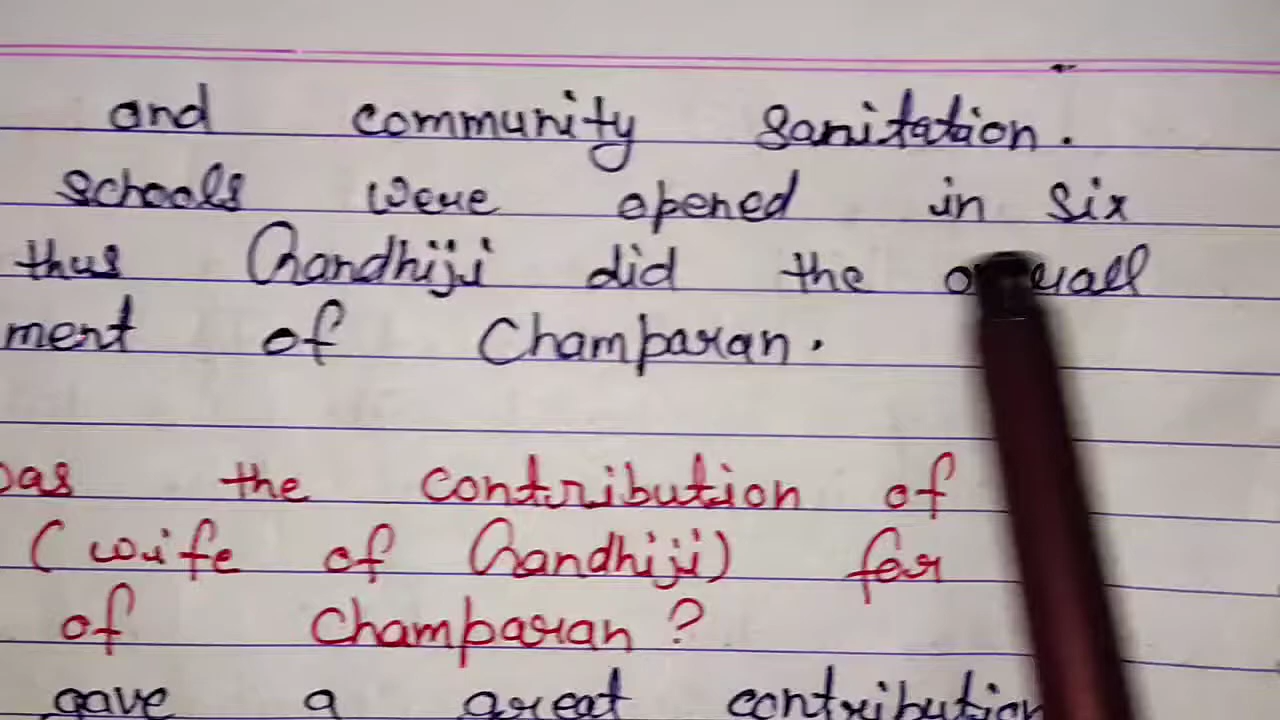 and community sanitation.
schools were opened in six
thus Gandhiji did the
ment of Champaran.
the contribution of
(wife of Gandhiji) for
of Champaran?
gave a great contribution